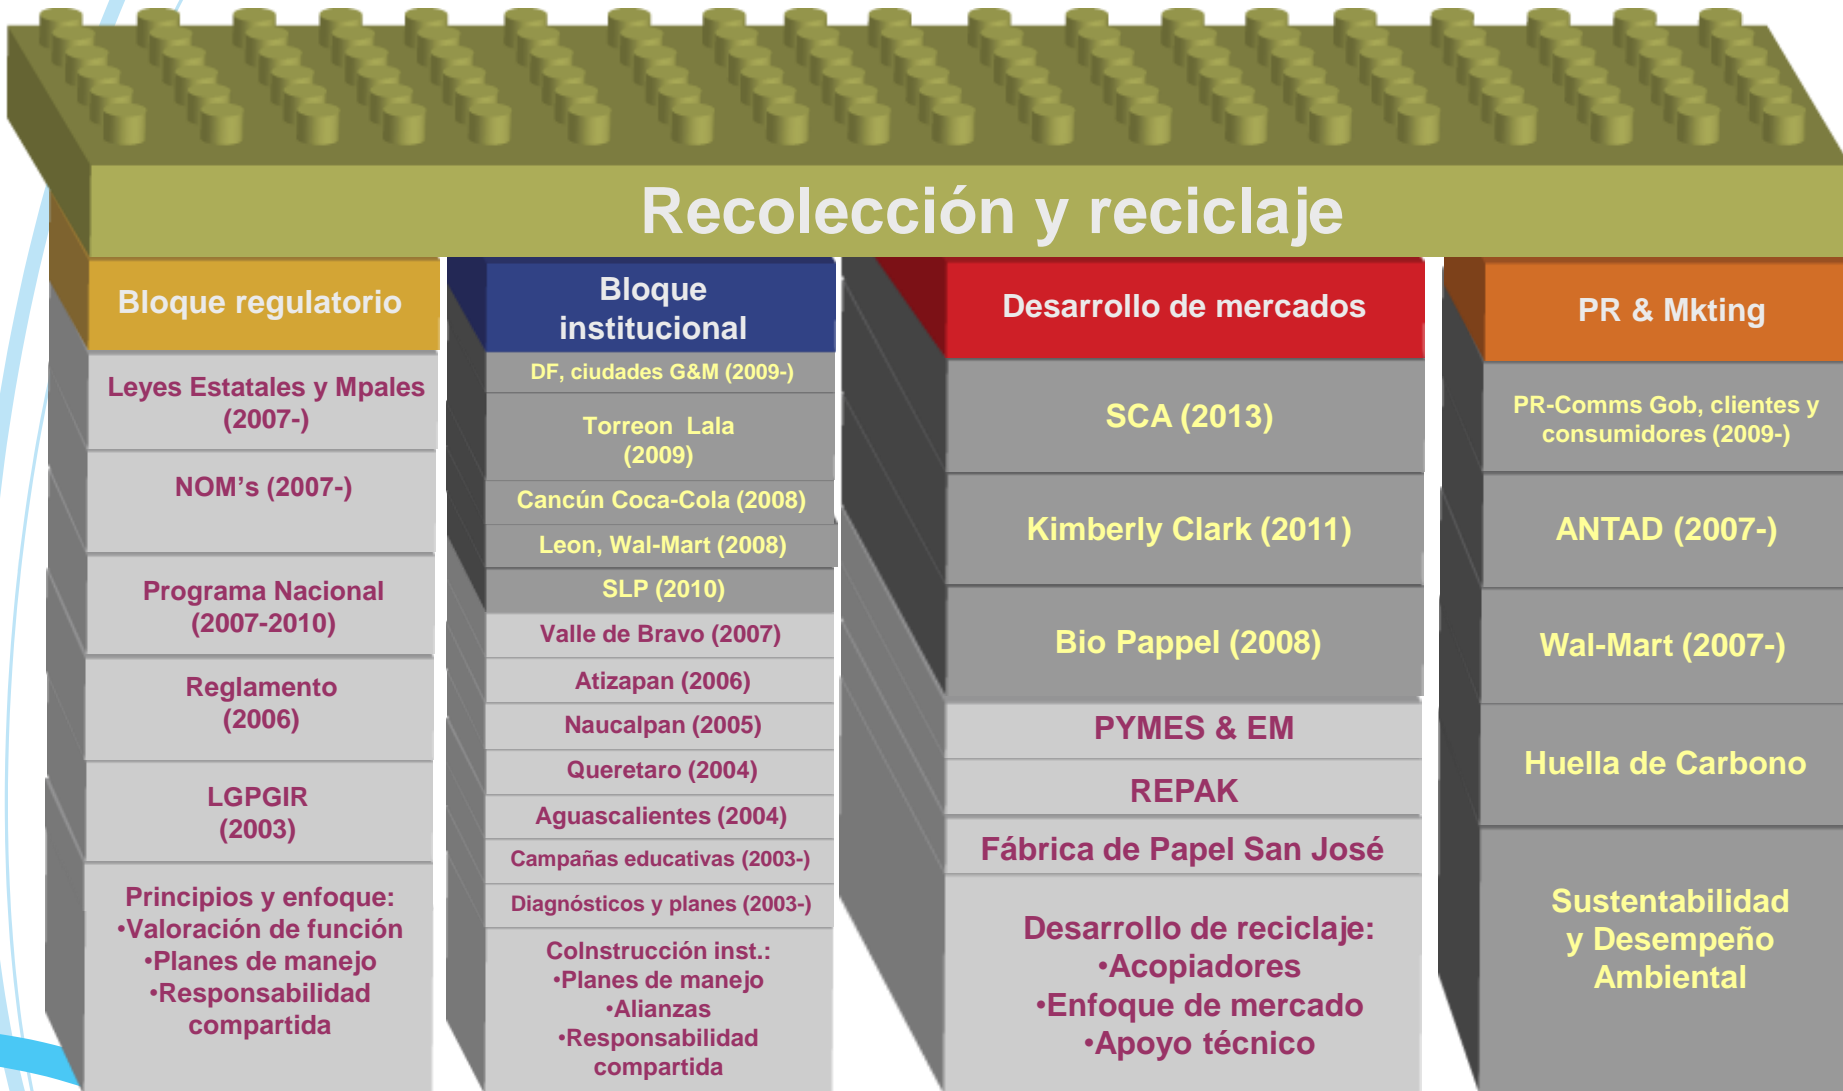 Recolección y reciclaje
Bloque regulatorio
Leyes Estatales y Mpales
(2007-)
NOM's (2007-)
Programa Nacional
(2007-2010)
Reglamento
(2006)
LGPGIR
(2003)
Principios y enfoque:
•Valoración de función
•Planes de manejo
•Responsabilidad
compartida
Bloque
institucional
DF, ciudades G&M (2009-)
Torreon Lala
(2009)
Cancún Coca-Cola (2008)
Leon, Wal-Mart (2008)
SLP (2010)
Valle de Bravo (2007)
Atizapan (2006)
Naucalpan (2005)
Queretaro (2004)
Aguascalientes (2004)
Campañas educativas (2003-)
Diagnósticos y planes (2003-)
Colnstrucción inst.:
•Planes de manejo
•Alianzas
•Responsabilidad
compartida
Desarrollo de mercados
SCA (2013)
Kimberly Clark (2011)
Bio Pappel (2008)
PYMES & EM
REPAK
Fábrica de Papel San José
Desarrollo de reciclaje:
•Acopiadores
•Enfoque de mercado
•Apoyo técnico
PR & Mkting
PR-Comms Gob, clientes y
consumidores (2009-)
ANTAD (2007-)
Wal-Mart (2007-)
Huella de Carbono
Sustentabilidad
y Desempeño
Ambiental